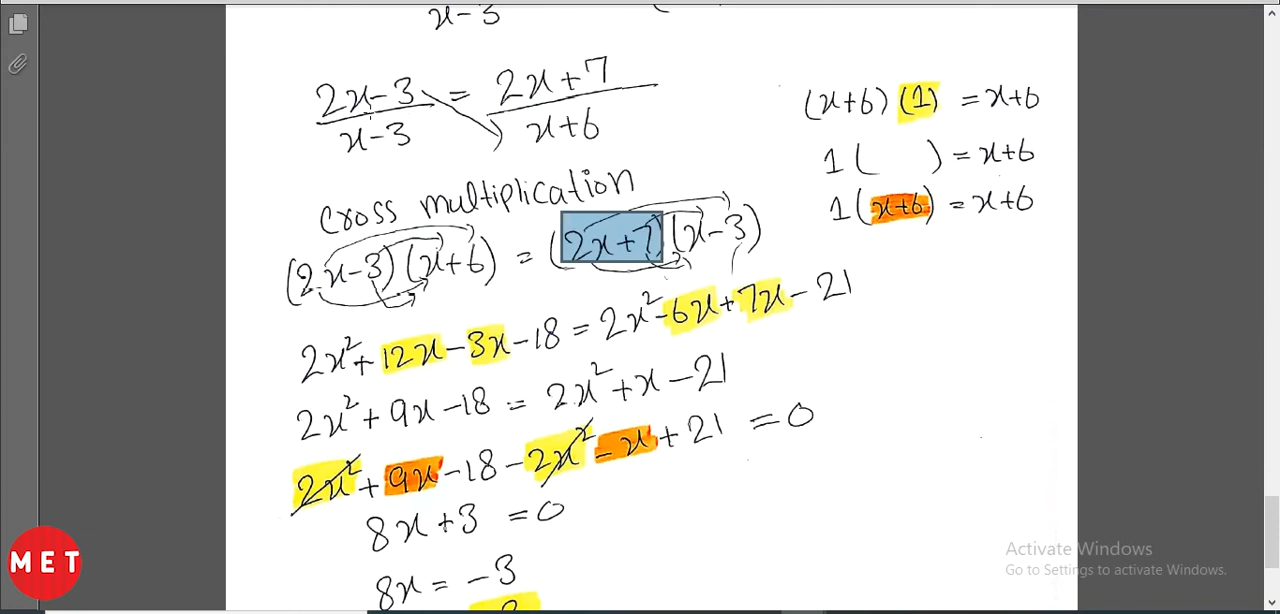 x-3
2x-3 = 2x+7
x-3 x+6
(x+6)(1) = x+6
1( ) = x+6
1(x+6) = x+6
cross multiplication
(2x-3)(x+6) = (2x+7)(x-3)
2x²+12x-3x-18 = 2x²-6x+7x-21
2x²+9x-18 = 2x²+x-21
2x²+9x-18-2x²-x+21 = 0
8x+3 = 0
8x = -3
MET
Activate Windows
Go to Settings to activate Windows.